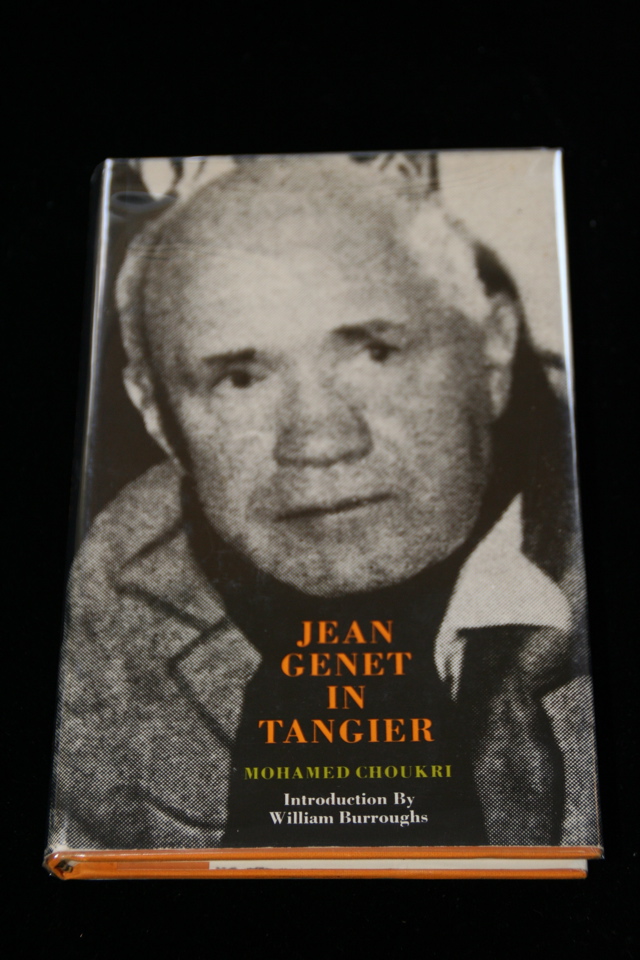 JEAN
GENET
IN
TANGIER
MOHAMED CHOUKRI
Introduction By
William Burroughs